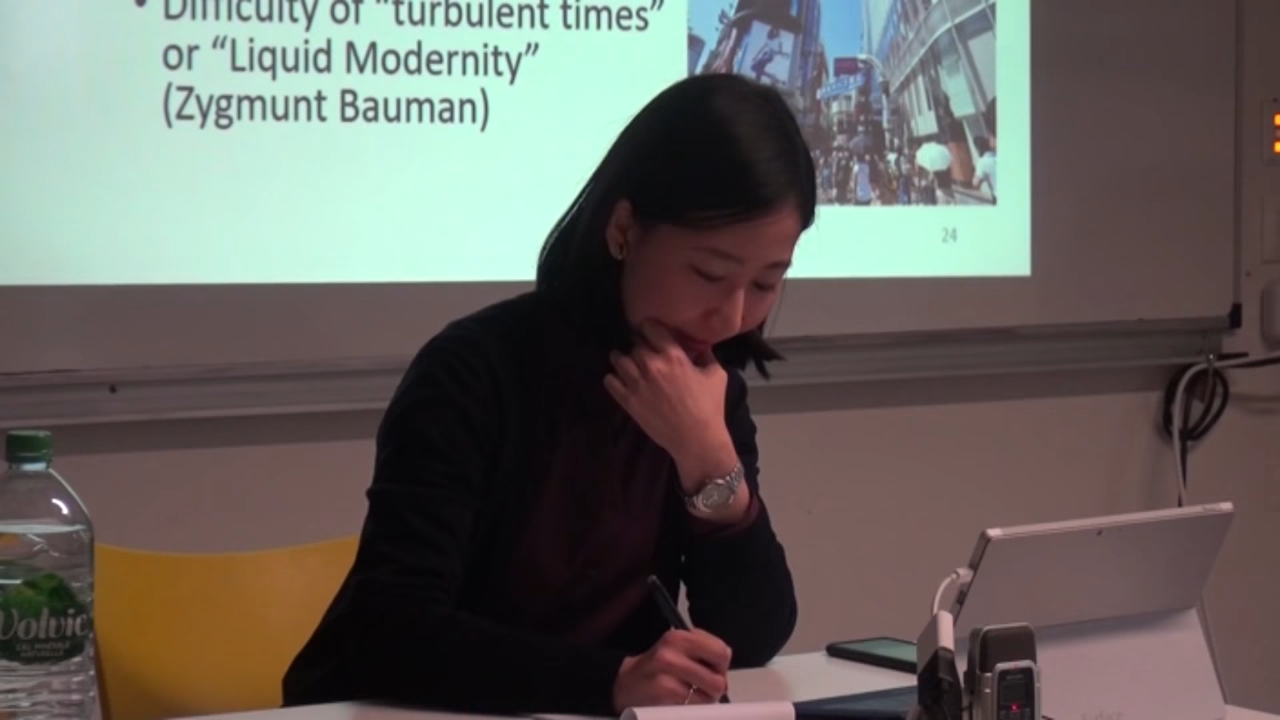 • Difficulty of “turbulent times”
or “Liquid Modernity”
(Zygmunt Bauman)
24
Volvic